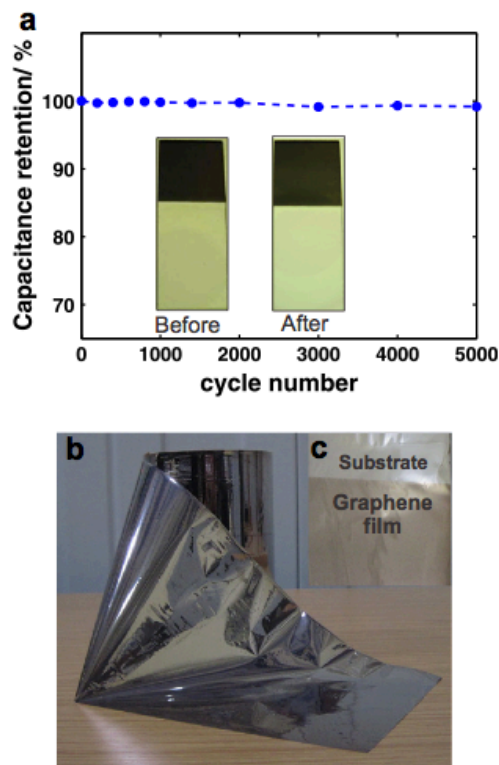 a
Capacitance retention/ %
100
90
80
70
Before After
0 1000 2000 3000 4000 5000
cycle number
b
c
Substrate
Graphene
film